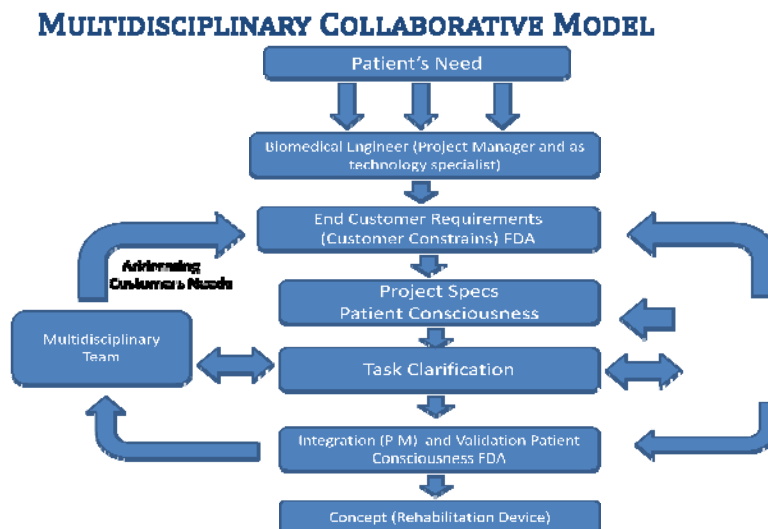 MULTIDISCIPLINARY COLLABORATIVE MODEL
Patient's Need
Biomedical Engineer (Project Manager and as
technology specialist)
End Customer Requirements
(Customer Constrains) FDA
Addressing
Customers Needs
Project Specs
Patient Consciousness
Multidisciplinary
Team
Task Clarification
Integration (P M) and Validation Patient
Consciousness FDA
Concept (Rehabilitation Device)